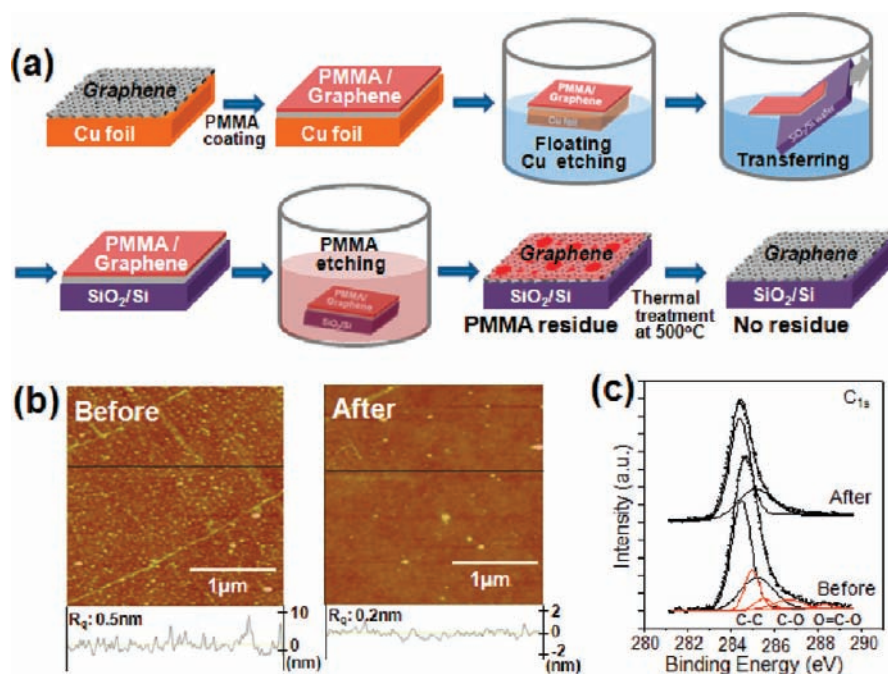 (a)
Graphene
Cu foil
PMMA
coating
PMMA /
Graphene
Cu foil
PMMA/
Graphene
Cu foil
Floating
Cu etching
SiO2/Si wafer
Transferring
PMMA /
Graphene
SiO2/Si
PMMA
etching
PMMA/
Graphene
SiO2/Si
Graphene
SiO2/Si
PMMA residue
Thermal
treatment
at 500°C
Graphene
SiO2/Si
No residue
(b)
Before
1μm
RQ: 0.5nm
10
0
(nm)
After
1μm
RQ: 0.2nm
2
0
-2
(nm)
(c)
C1s
After
Before
C-C C-O O=C-O
Intensity (a.u.)
280 282 284 286 288 290
Binding Energy (eV)